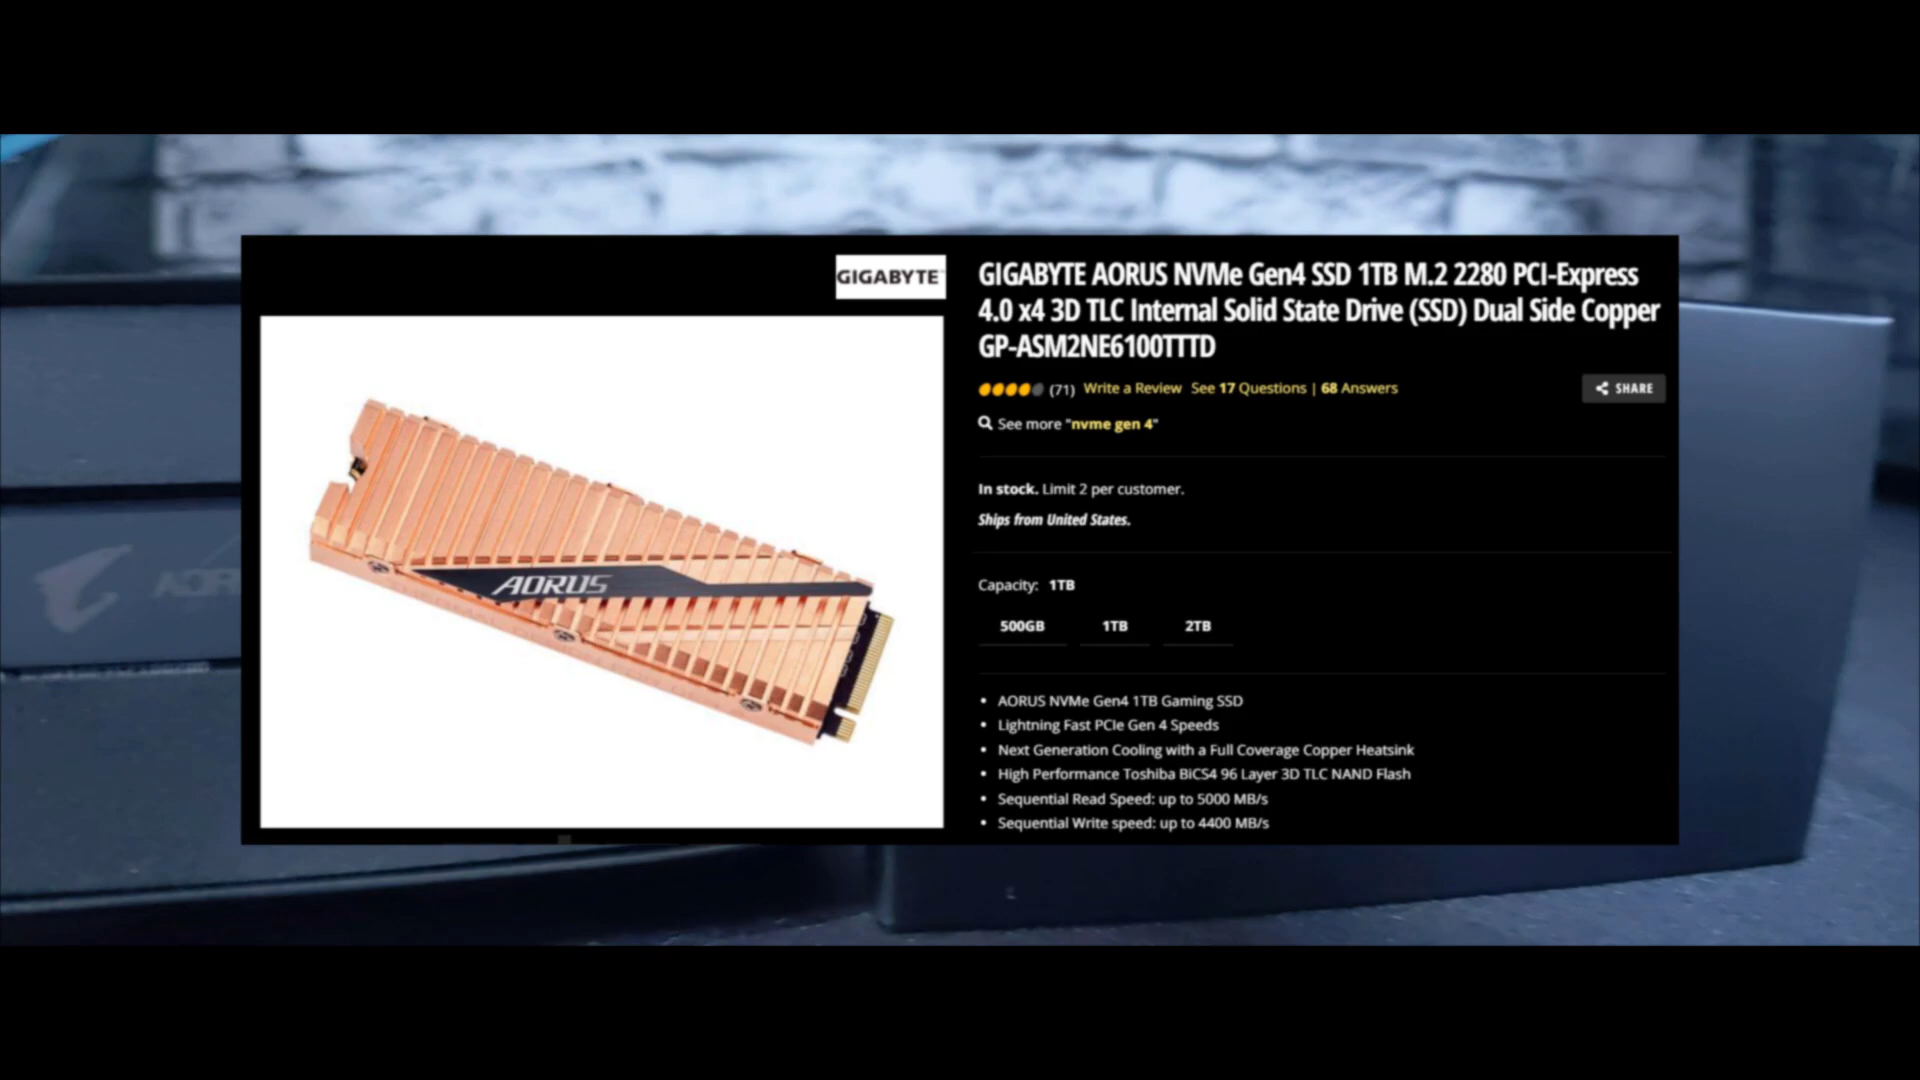 GIGABYTE
GIGABYTE AORUS NVMe Gen4 SSD 1TB M.2 2280 PCI-Express
4.0 x4 3D TLC Internal Solid State Drive (SSD) Dual Side Copper
GP-ASM2NE6100TTTD
(71) Write a Review See 17 Questions | 68 Answers
SHARE
See more "nvme gen 4"
In stock. Limit 2 per customer.
Ships from United States.
Capacity: 1TB
500GB 1TB 2TB
• AORUS NVMe Gen4 1TB Gaming SSD
• Lightning Fast PCIe Gen 4 Speeds
• Next Generation Cooling with a Full Coverage Copper Heatsink
• High Performance Toshiba BiCS4 96 Layer 3D TLC NAND Flash
• Sequential Read Speed: up to 5000 MB/s
• Sequential Write speed: up to 4400 MB/s
AORUS